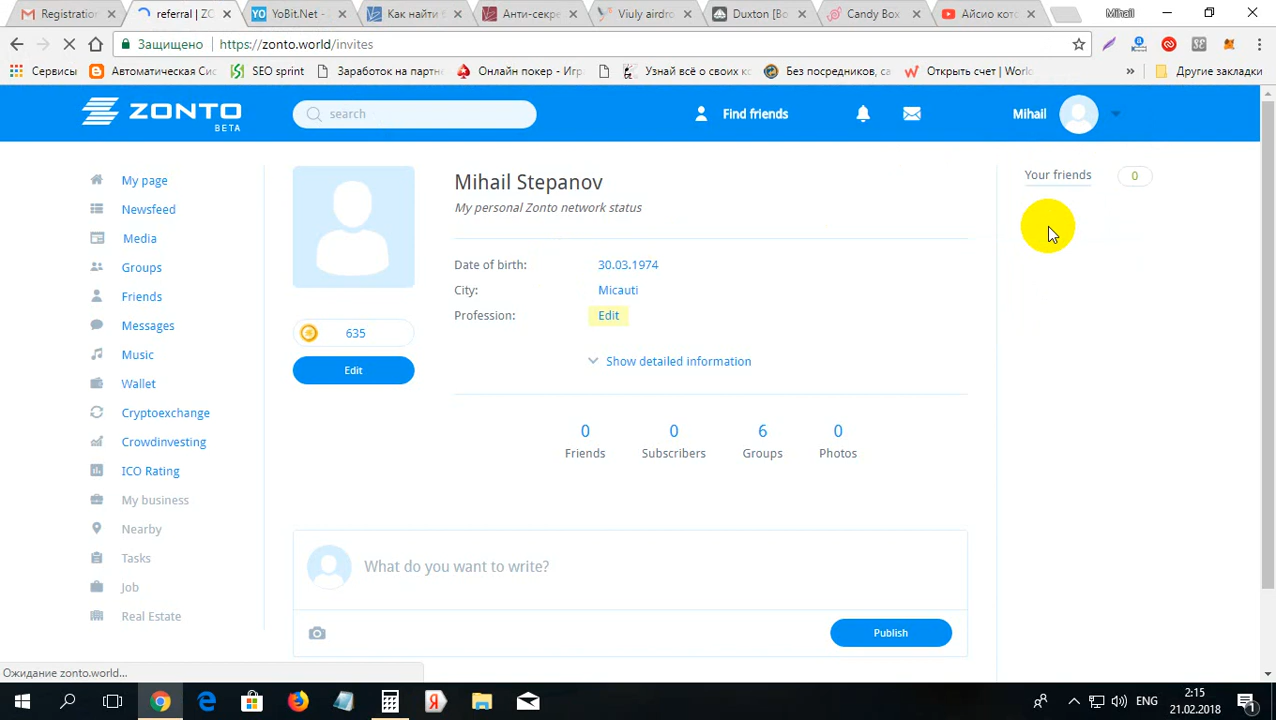 Registration
referral | ZO
YoBit.Net -
Как найти Б
Анти-секре
Viuly airdro
Duxton [Bo
Candy Box
Айсио кото
Mihail
Защищено
https://zonto.world/invites
Сервисы
Автоматическая Сис
SEO sprint
Заработок на партне
Онлайн покер - Игр
Узнай всё о своих ко
Без посредников, са
Открыть счет | Worl
»
Другие закладки
ZONTO
BETA
search
Find friends
Mihail
My page
Newsfeed
Media
Groups
Friends
Messages
Music
Wallet
Cryptoexchange
Crowdinvesting
ICO Rating
My business
Nearby
Tasks
Job
Real Estate
635
Edit
Mihail Stepanov
My personal Zonto network status
Date of birth: 30.03.1974
City: Micauti
Profession: Edit
Show detailed information
0 6 0 0
Friends Subscribers Groups Photos
What do you want to write?
Publish
Your friends 0
Ожидание zonto.world...
ENG
2:15
21.02.2018
1